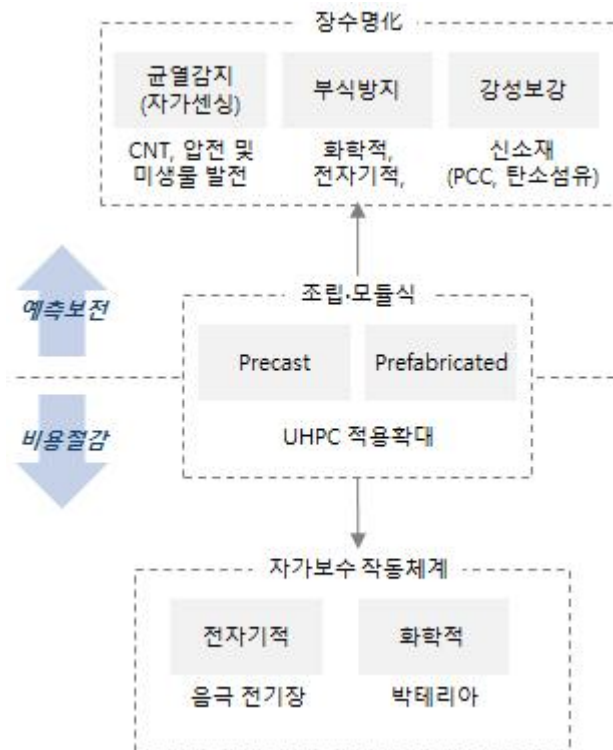 장수명화
균열감지
(자가센싱)
부식방지
강성보강
CNT, 압전 및
미생물 발전
화학적,
전자기적,
신소재
(PCC, 탄소섬유)
예측보전
조립·모듈식
Precast
Prefabricated
UHPC 적용확대
비용절감
자가보수 작동체계
전자기적
화학적
음극 전기장
박테리아